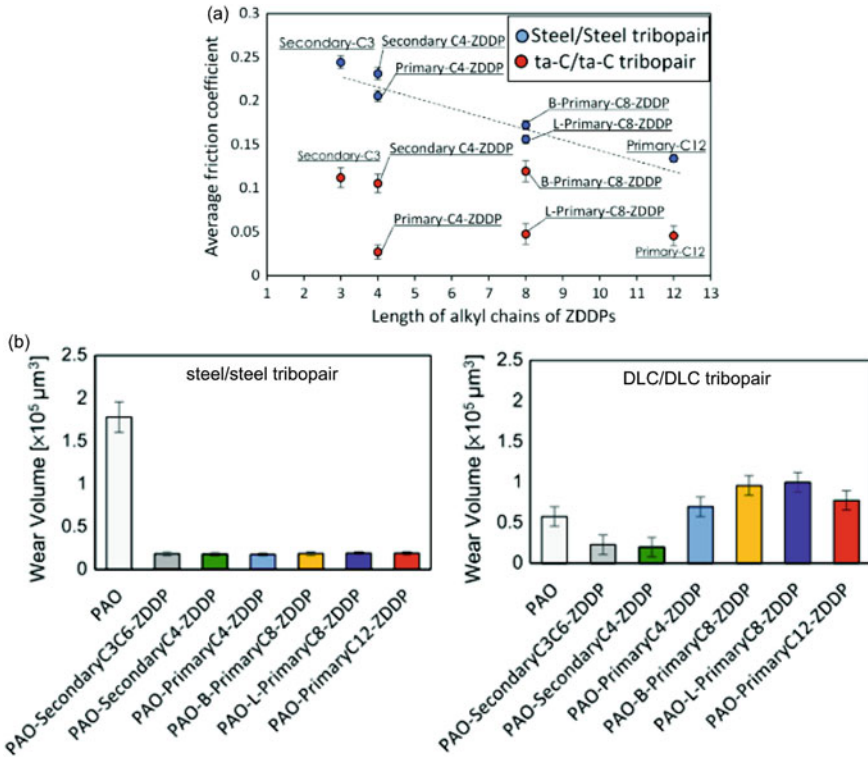 (a)
0.3
0.25
0.2
0.15
0.1
0.05
0
Averaage friction coefficient
Steel/Steel tribopair
ta-C/ta-C tribopair
Secondary-C3
Secondary C4-ZDDP
Primary-C4-ZDDP
B-Primary-C8-ZDDP
L-Primary-C8-ZDDP
Primary-C12
Secondary-C3
Secondary C4-ZDDP
B-Primary-C8-ZDDP
Primary-C4-ZDDP
L-Primary-C8-ZDDP
Primary-C12
1 2 3 4 5 6 7 8 9 10 11 12 13
Length of alkyl chains of ZDDPs
(b)
steel/steel tribopair
2.5
2
1.5
1
0.5
0
Wear Volume [×10⁵ µm³]
PAO
PAO-SecondaryC3C6-ZDDP
PAO-SecondaryC4-ZDDP
PAO-PrimaryC4-ZDDP
PAO-B-PrimaryC8-ZDDP
PAO-L-PrimaryC8-ZDDP
PAO-PrimaryC12-ZDDP
DLC/DLC tribopair
2.5
2
1.5
1
0.5
0
Wear Volume [×10⁵ µm³]
PAO
PAO-SecondaryC3C6-ZDDP
PAO-SecondaryC4-ZDDP
PAO-PrimaryC4-ZDDP
PAO-B-PrimaryC8-ZDDP
PAO-L-PrimaryC8-ZDDP
PAO-PrimaryC12-ZDDP